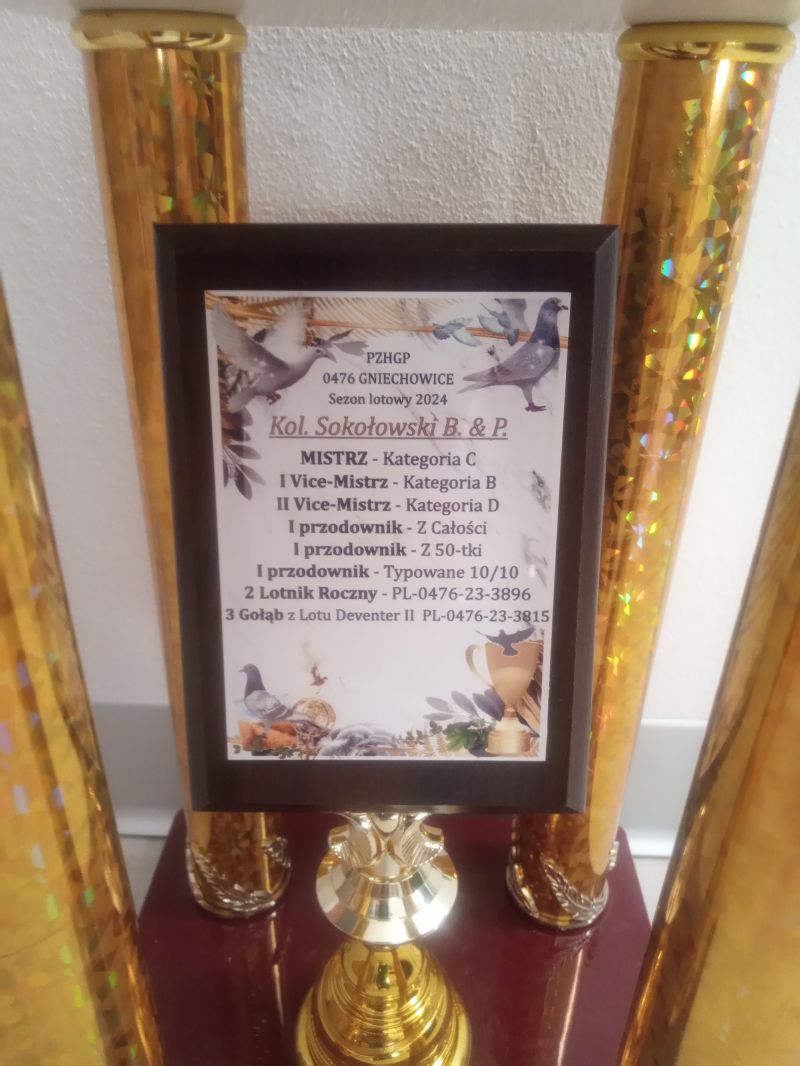 PZHGP
0476 GNIECHOWICE
Sezon lotowy 2024
Kol. Sokołowski B. & P.
MISTRZ - Kategoria C
I Vice-Mistrz - Kategoria B
II Vice-Mistrz - Kategoria D
I przodownik - Z Całości
I przodownik - Z 50-tki
I przodownik - Typowane 10/10
2 Lotnik Roczny - PL-0476-23-3896
3 Gołąb z Lotu Deventer II PL-0476-23-3815